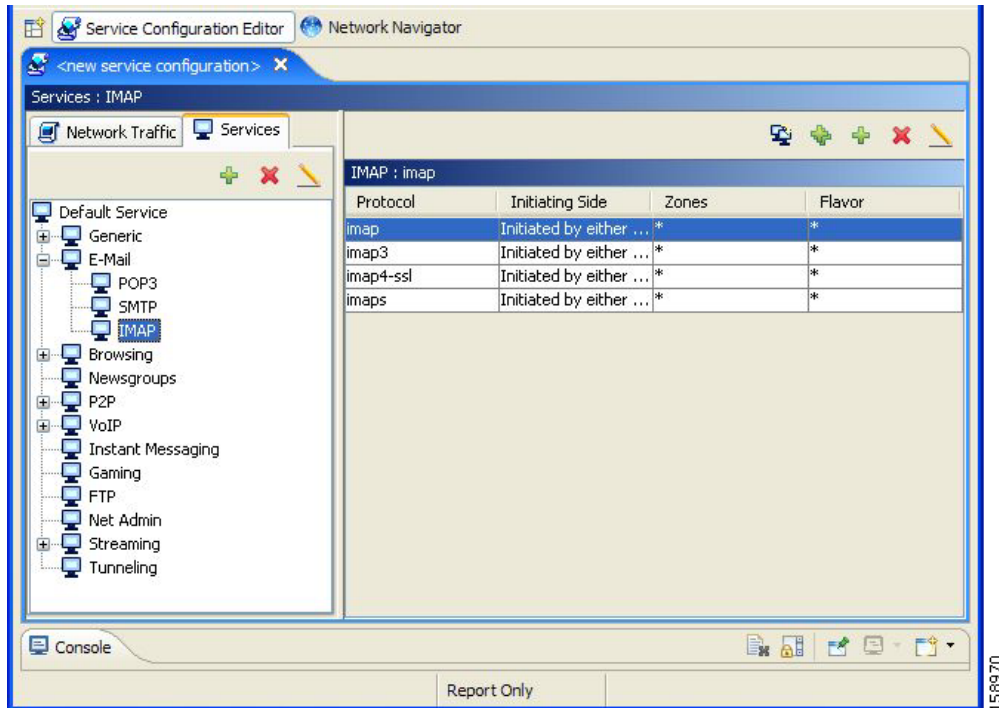 Service Configuration Editor Network Navigator
<new service configuration>
Services : IMAP
Network Traffic Services
IMAP : imap
Protocol Initiating Side Zones Flavor
imap Initiated by either ... * *
imap3 Initiated by either ... * *
imap4-ssl Initiated by either ... * *
imaps Initiated by either ... * *
Default Service
Generic
E-Mail
POP3
SMTP
IMAP
Browsing
Newsgroups
P2P
VoIP
Instant Messaging
Gaming
FTP
Net Admin
Streaming
Tunneling
Console
Report Only
158970